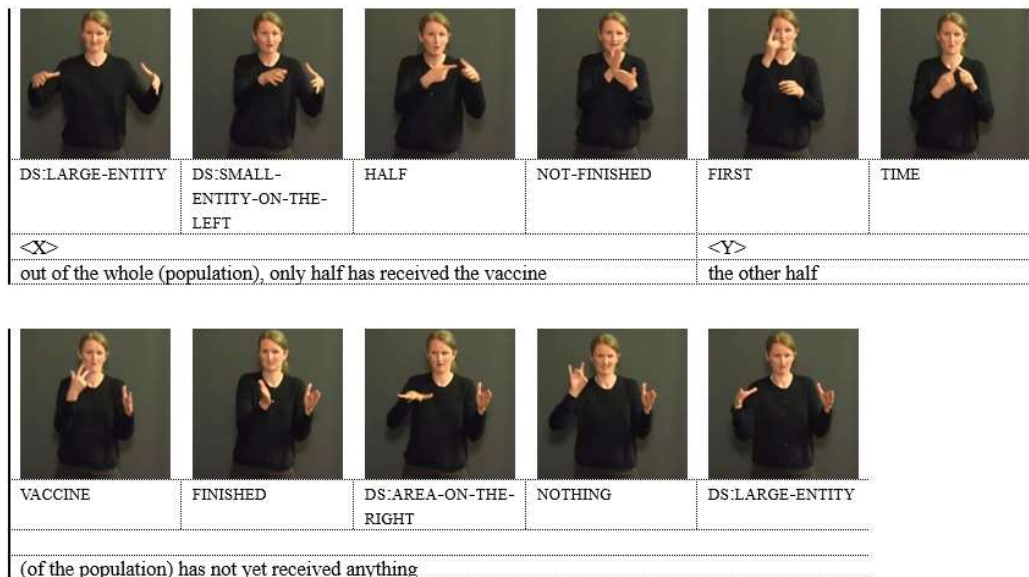 DS:LARGE-ENTITY DS:SMALL- HALF NOT-FINISHED FIRST TIME
ENTITY-ON-THE-
LEFT
<X> <Y>
out of the whole (population), only half has received the vaccine the other half
VACCINE FINISHED DS:AREA-ON-THE- NOTHING DS:LARGE-ENTITY
RIGHT
(of the population) has not yet received anything